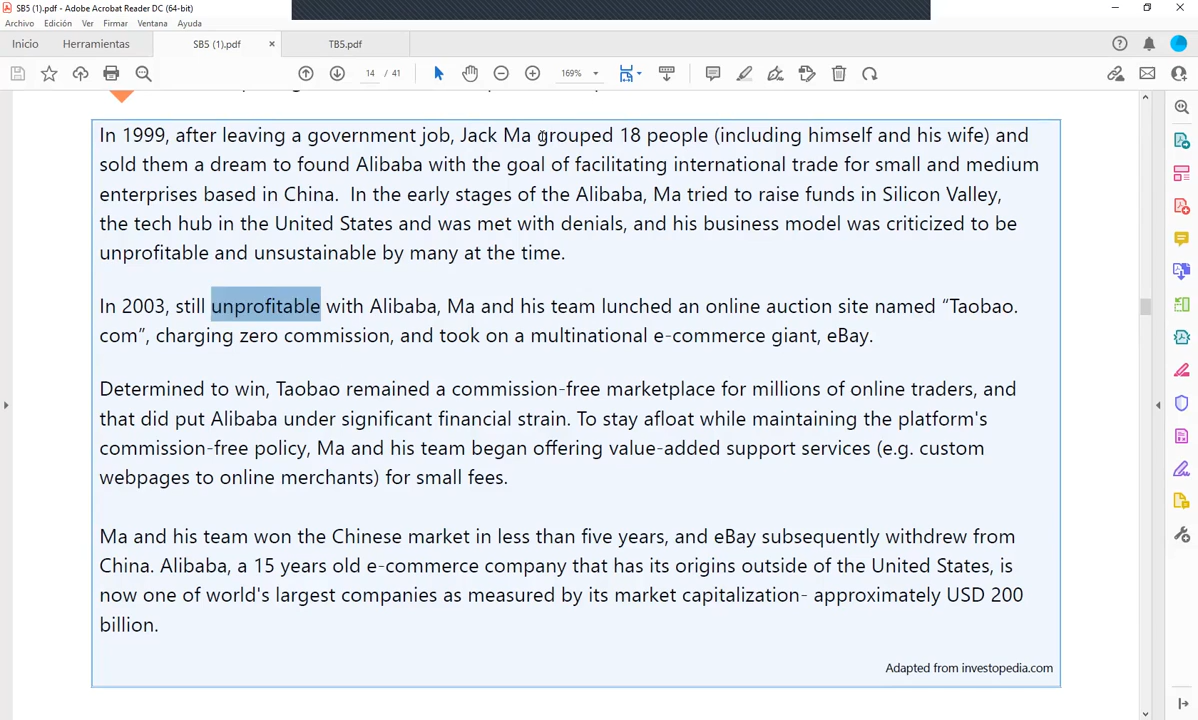 SB5 (1).pdf - Adobe Acrobat Reader DC (64-bit)
Archivo Edición Ver Firmar Ventana Ayuda
Inicio Herramientas SB5 (1).pdf × TB5.pdf
14 / 41 169%
In 1999, after leaving a government job, Jack Ma grouped 18 people (including himself and his wife) and
sold them a dream to found Alibaba with the goal of facilitating international trade for small and medium
enterprises based in China. In the early stages of the Alibaba, Ma tried to raise funds in Silicon Valley,
the tech hub in the United States and was met with denials, and his business model was criticized to be
unprofitable and unsustainable by many at the time.
In 2003, still unprofitable with Alibaba, Ma and his team lunched an online auction site named “Taobao.
com”, charging zero commission, and took on a multinational e-commerce giant, eBay.
Determined to win, Taobao remained a commission-free marketplace for millions of online traders, and
that did put Alibaba under significant financial strain. To stay afloat while maintaining the platform's
commission-free policy, Ma and his team began offering value-added support services (e.g. custom
webpages to online merchants) for small fees.
Ma and his team won the Chinese market in less than five years, and eBay subsequently withdrew from
China. Alibaba, a 15 years old e-commerce company that has its origins outside of the United States, is
now one of world's largest companies as measured by its market capitalization- approximately USD 200
billion.
Adapted from investopedia.com